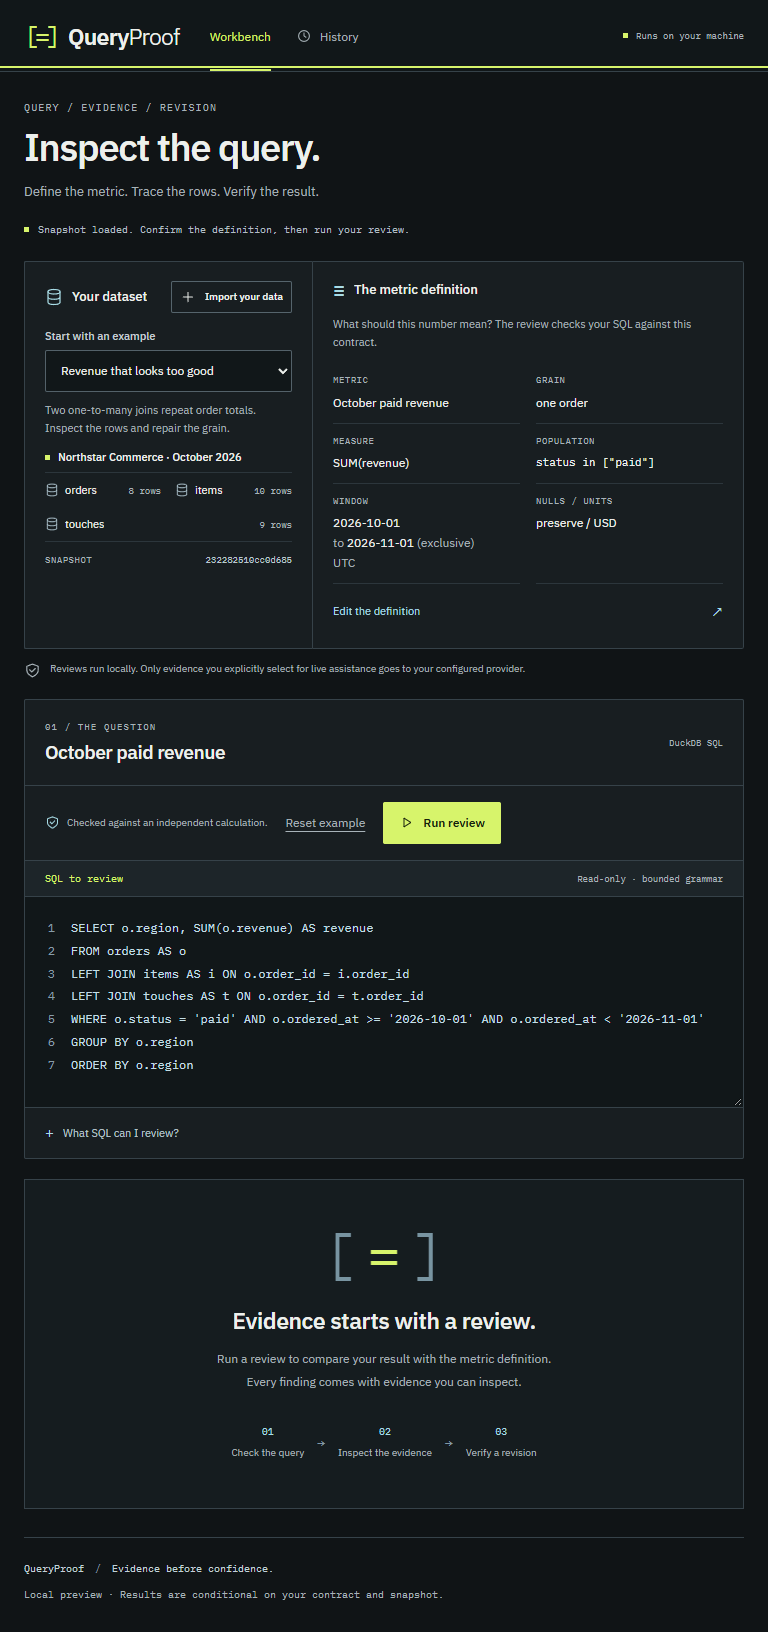 [=] QueryProof
Workbench
History
Runs on your machine
QUERY / EVIDENCE / REVISION
Inspect the query.
Define the metric. Trace the rows. Verify the result.
Snapshot loaded. Confirm the definition, then run your review.
Your dataset
Import your data
Start with an example
Revenue that looks too good
Two one-to-many joins repeat order totals.
Inspect the rows and repair the grain.
Northstar Commerce · October 2026
orders 8 rows
items 10 rows
touches 9 rows
SNAPSHOT 232282510cc0d685
The metric definition
What should this number mean? The review checks your SQL against this
contract.
METRIC
October paid revenue
GRAIN
one order
MEASURE
SUM(revenue)
POPULATION
status in ["paid"]
WINDOW
2026-10-01
to 2026-11-01 (exclusive)
UTC
NULLS / UNITS
preserve / USD
Edit the definition ↗
Reviews run locally. Only evidence you explicitly select for live assistance goes to your configured provider.
01 / THE QUESTION
October paid revenue
DuckDB SQL
Checked against an independent calculation.
Reset example
Run review
SQL to review
Read-only · bounded grammar
1 SELECT o.region, SUM(o.revenue) AS revenue
2 FROM orders AS o
3 LEFT JOIN items AS i ON o.order_id = i.order_id
4 LEFT JOIN touches AS t ON o.order_id = t.order_id
5 WHERE o.status = 'paid' AND o.ordered_at >= '2026-10-01' AND o.ordered_at < '2026-11-01'
6 GROUP BY o.region
7 ORDER BY o.region
+ What SQL can I review?
[=]
Evidence starts with a review.
Run a review to compare your result with the metric definition.
Every finding comes with evidence you can inspect.
01
Check the query
→
02
Inspect the evidence
→
03
Verify a revision
QueryProof / Evidence before confidence.
Local preview · Results are conditional on your contract and snapshot.